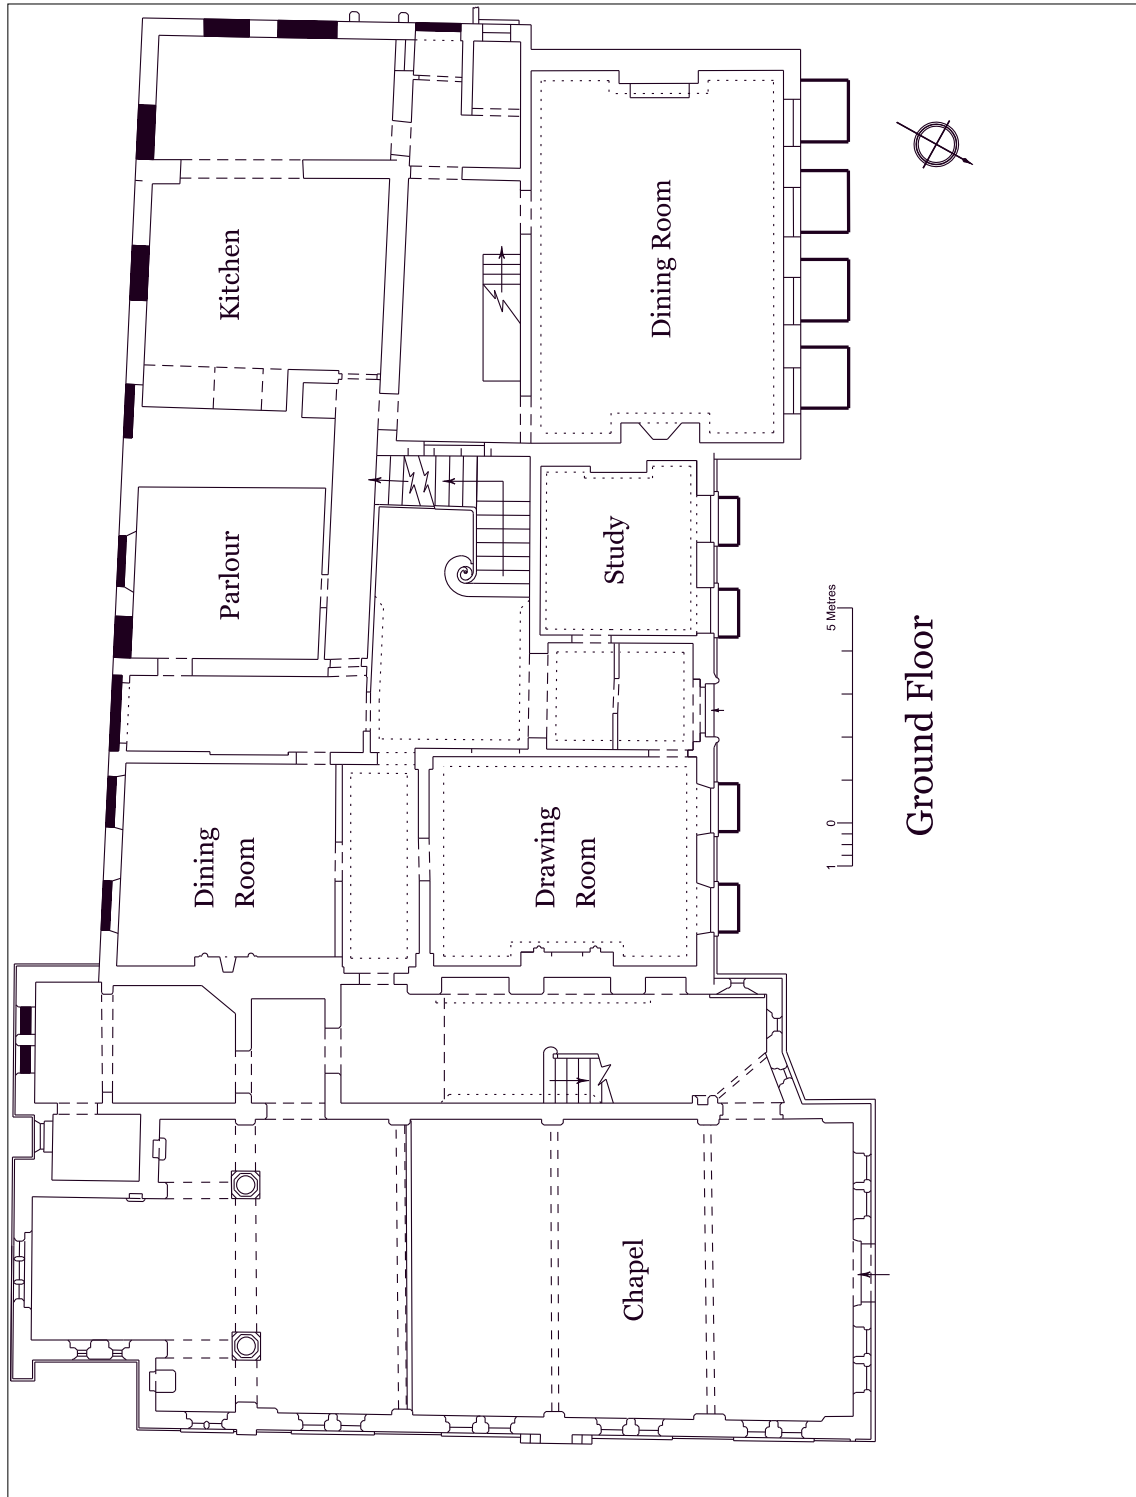 Kitchen
Dining Room
Parlour
Study
Dining
Room
Drawing
Room
Chapel
1 0 5 Metres
Ground Floor